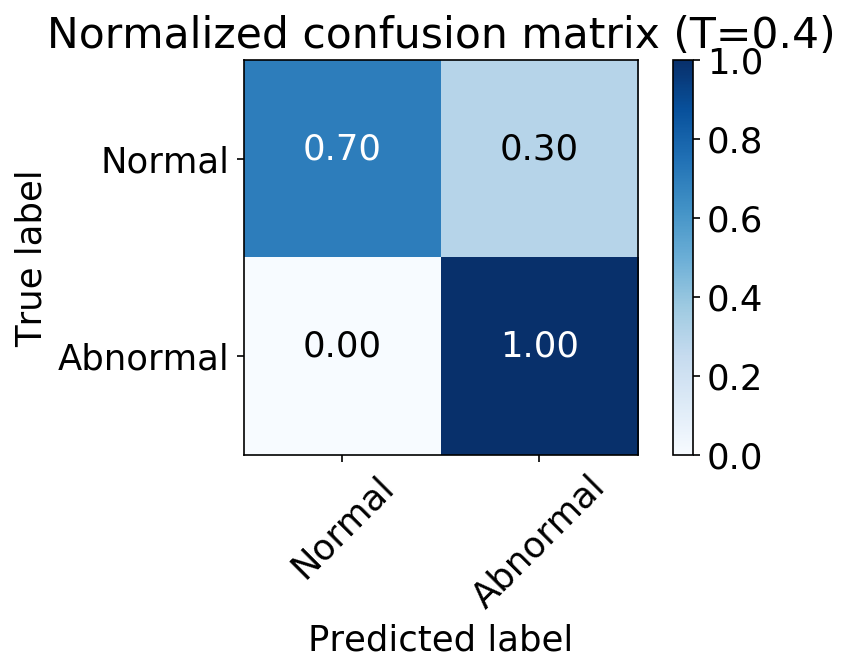 Normalized confusion matrix (T=0.4)
True label
Normal
Abnormal
0.70
0.30
0.00
1.00
Normal
Abnormal
Predicted label
1.0
0.8
0.6
0.4
0.2
0.0